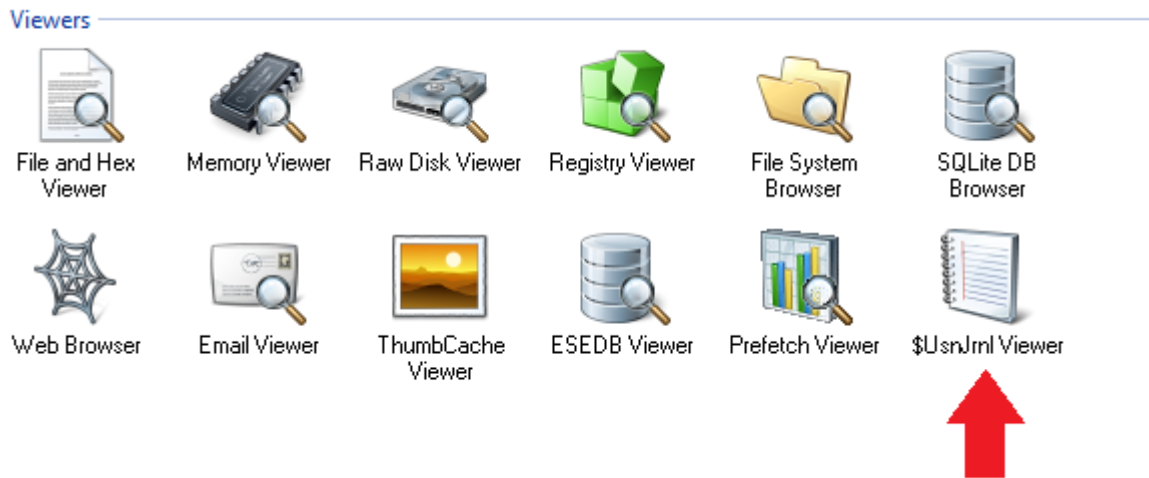 Viewers
File and Hex
Viewer
Memory Viewer
Raw Disk Viewer
Registry Viewer
File System
Browser
SQLite DB
Browser
Web Browser
Email Viewer
ThumbCache
Viewer
ESEDB Viewer
Prefetch Viewer
$UsnJrnl Viewer